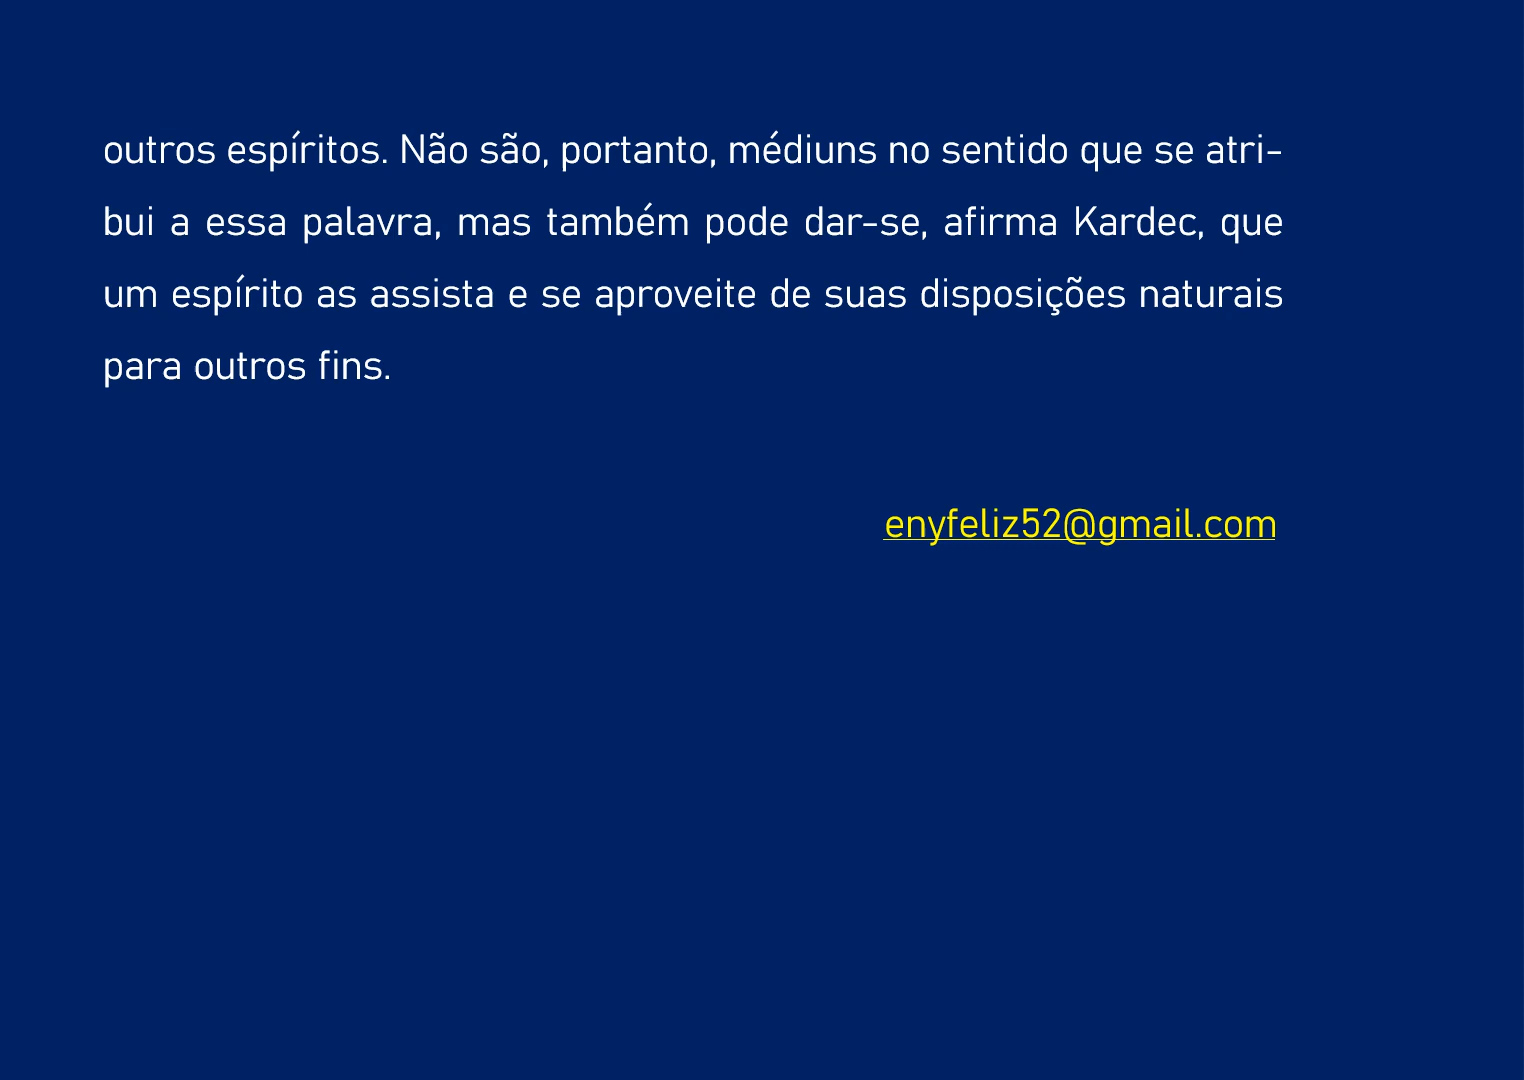 outros espíritos. Não são, portanto, médiuns no sentido que se atri-
bui a essa palavra, mas também pode dar-se, afirma Kardec, que
um espírito as assista e se aproveite de suas disposições naturais
para outros fins.
enyfeliz52@gmail.com